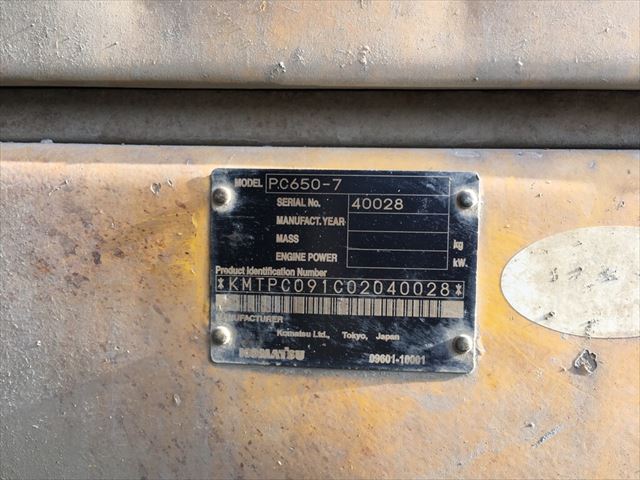 MODEL PC650-7
SERIAL No. 40028
MANUFACT. YEAR
MASS kg
ENGINE POWER kW
Product Identification Number
*KMTPC091C02040028*
MANUFACTURER
Komatsu Ltd., Tokyo, Japan
KOMATSU 09601-10001